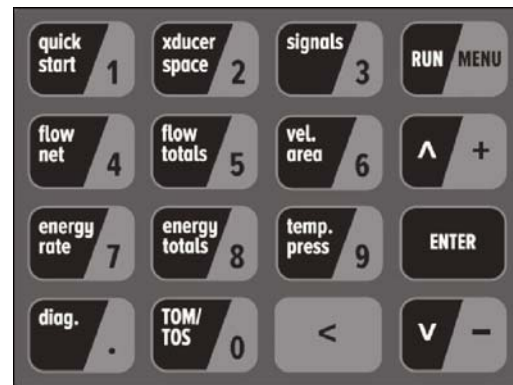 quick
start 1
xducer
space 2
signals
3
RUN MENU
flow
net 4
flow
totals 5
vel.
area 6
^ +
energy
rate 7
energy
totals 8
temp.
press 9
ENTER
diag.
.
TOM/
TOS 0
<
v −